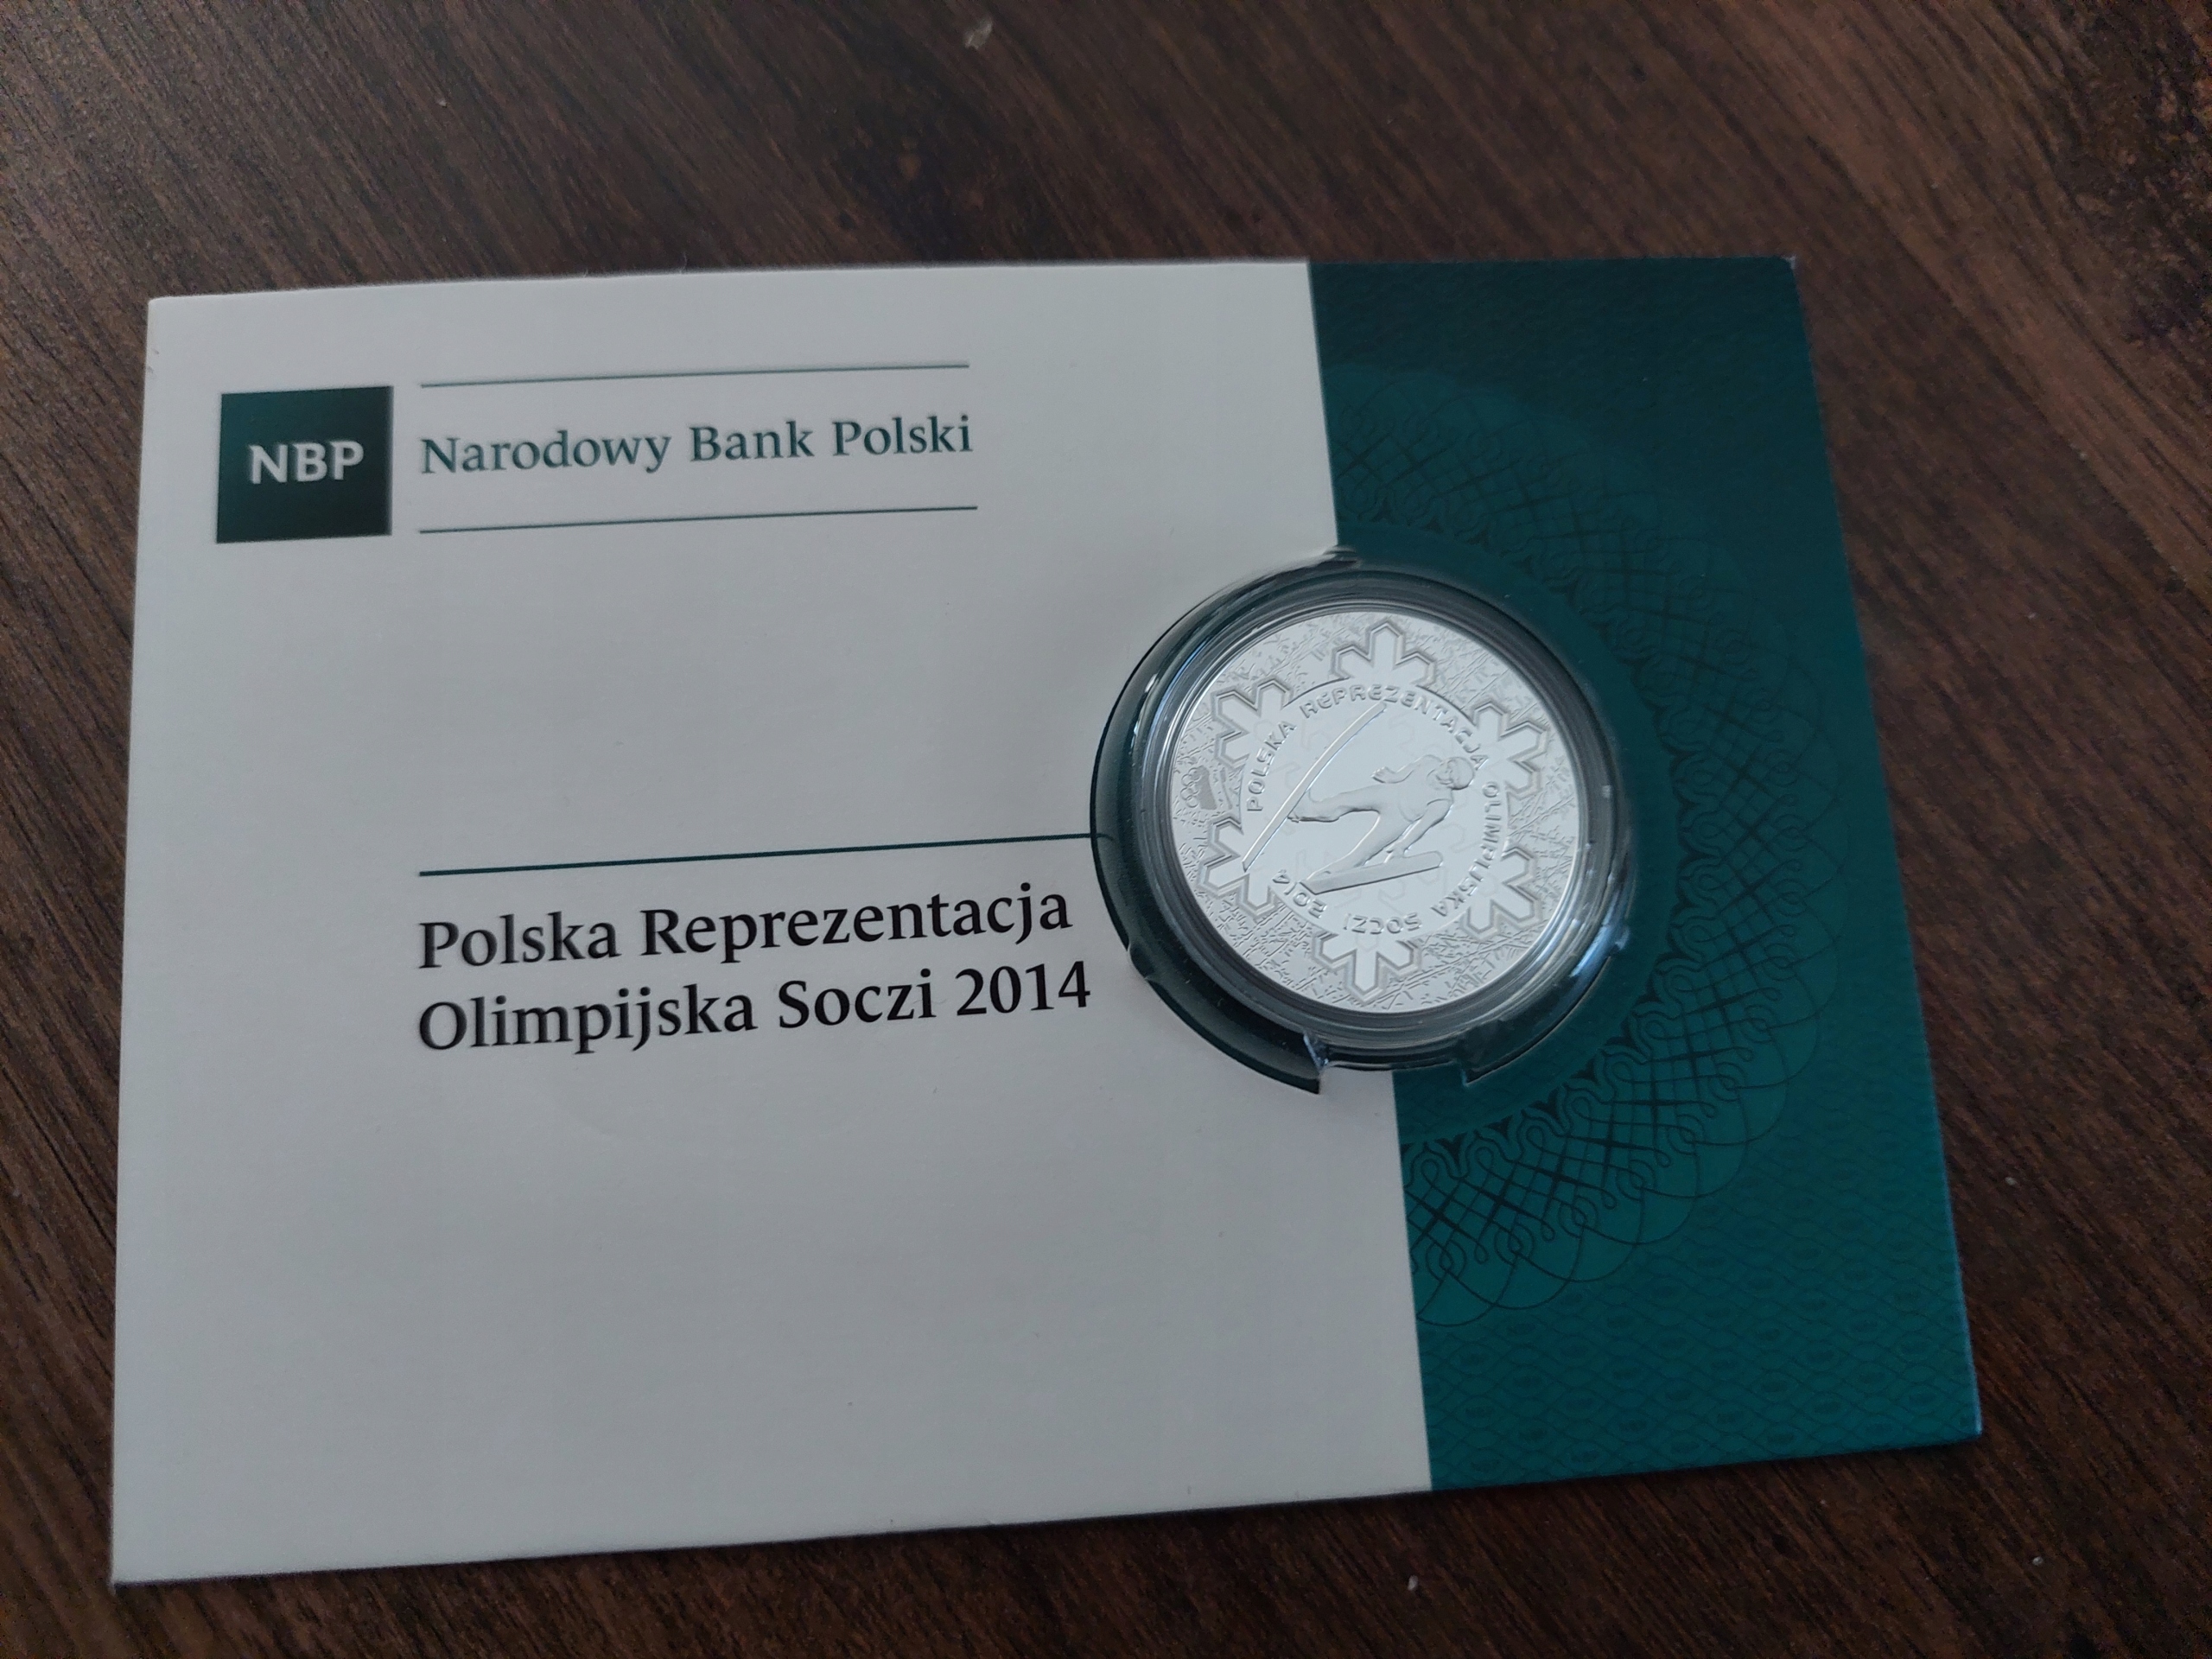 NBP
Narodowy Bank Polski
Polska Reprezentacja
Olimpijska Soczi 2014
POLSKA REPREZENTACJA OLIMPIJSKA SOCZI 2014